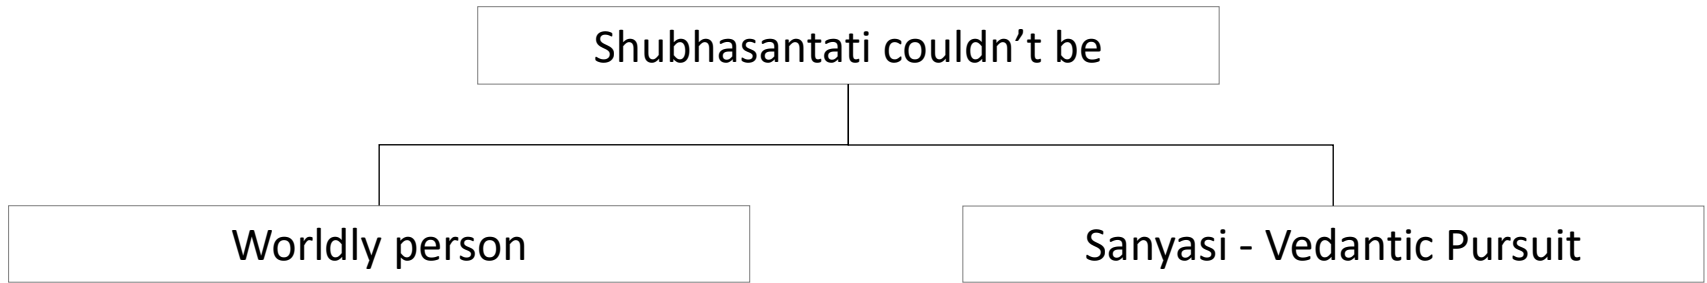 Shubhasantati couldn’t be
Worldly person
Sanyasi - Vedantic Pursuit